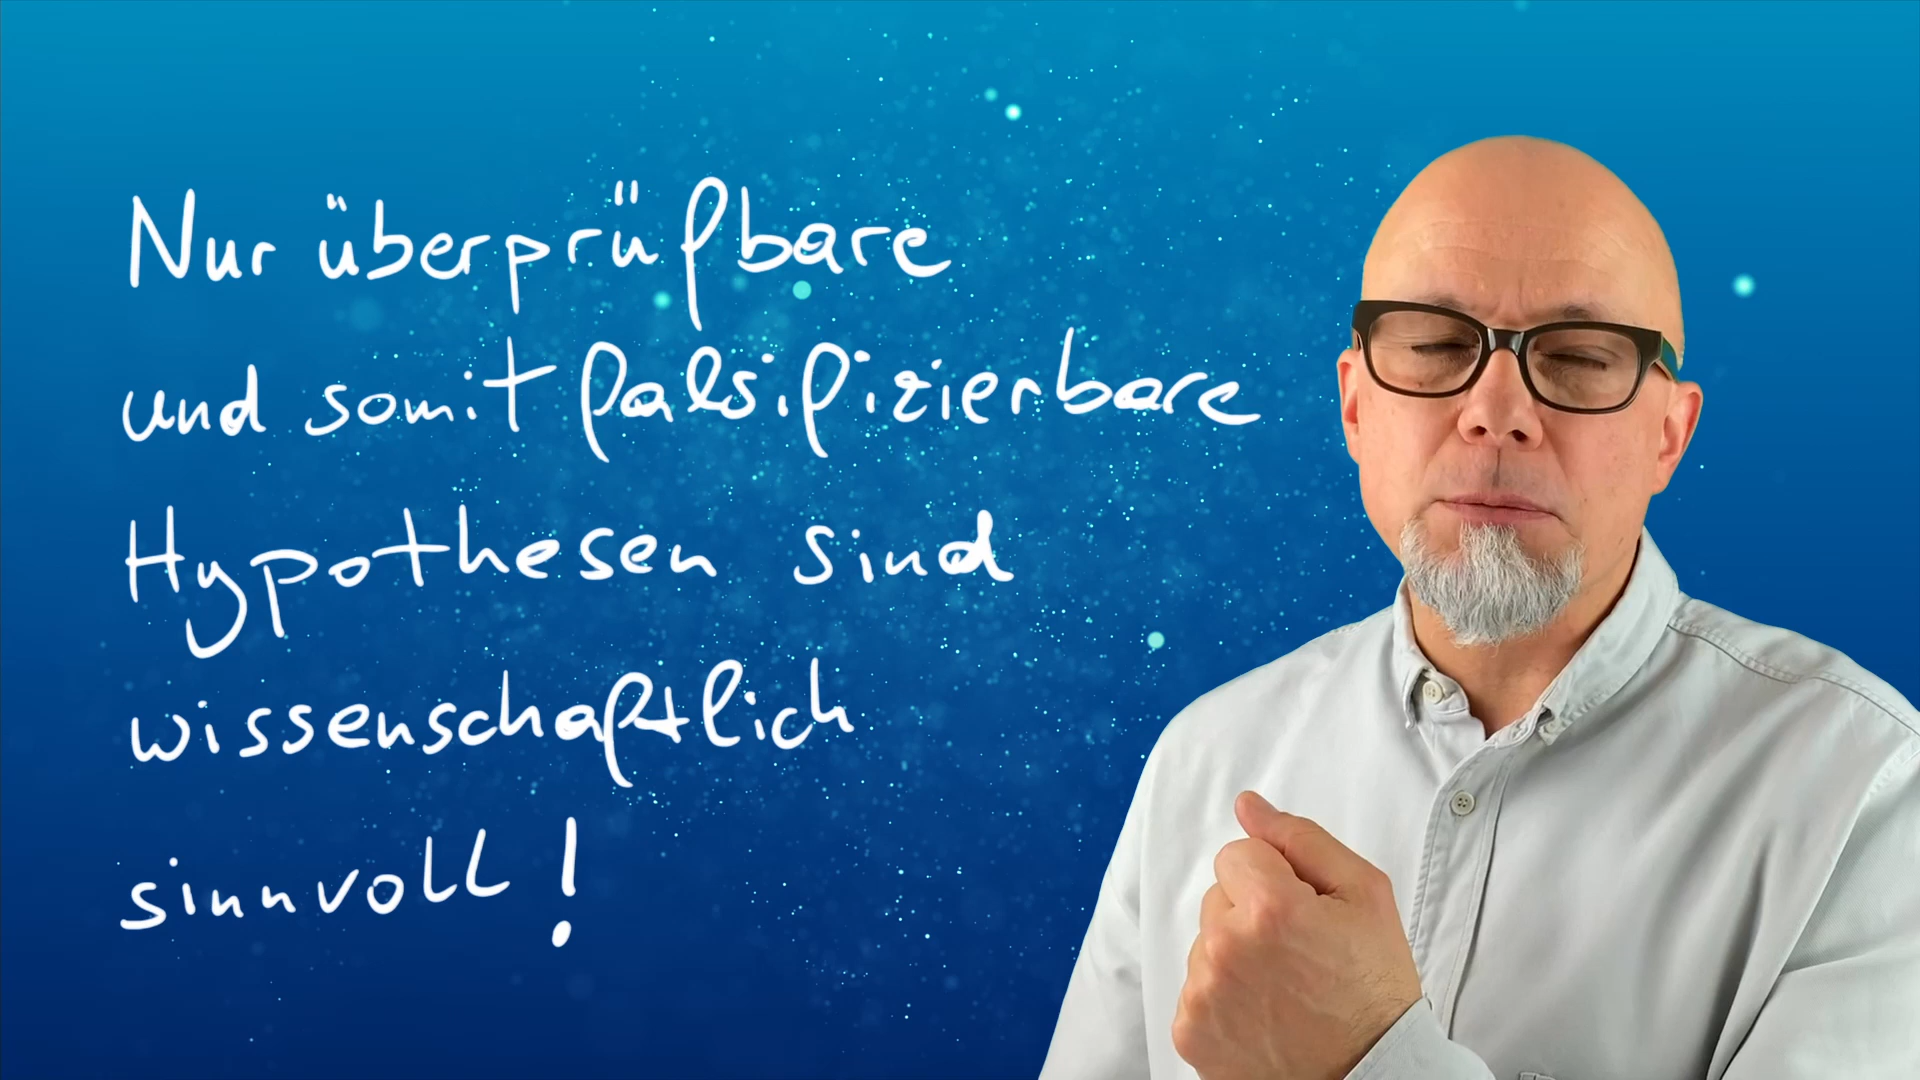 Nur überprüfbare
und somit falsifizierbare
Hypothesen sind
wissenschaftlich
sinnvoll!